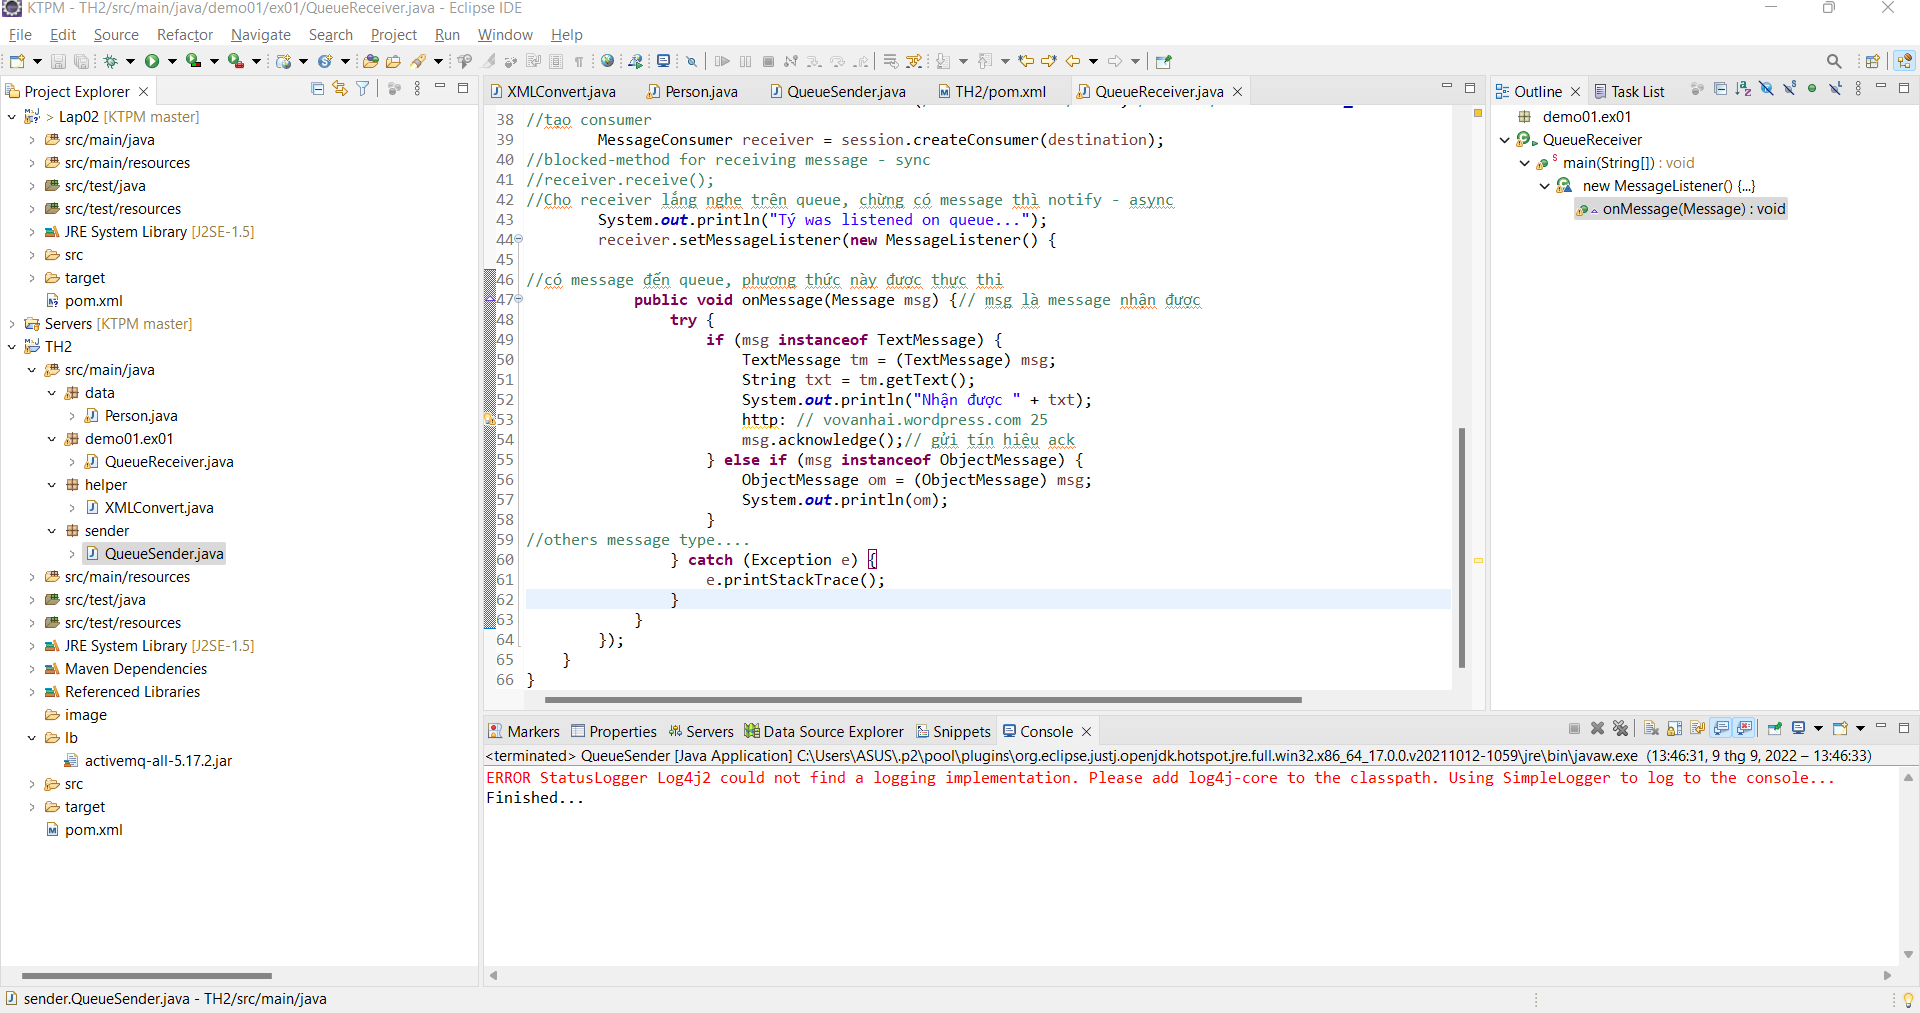 KTPM - TH2/src/main/java/demo01/ex01/QueueReceiver.java - Eclipse IDE
File Edit Source Refactor Navigate Search Project Run Window Help
Project Explorer
> Lap02 [KTPM master]
src/main/java
src/main/resources
src/test/java
src/test/resources
JRE System Library [J2SE-1.5]
src
target
pom.xml
Servers [KTPM master]
TH2
src/main/java
data
Person.java
demo01.ex01
QueueReceiver.java
helper
XMLConvert.java
sender
QueueSender.java
src/main/resources
src/test/java
src/test/resources
JRE System Library [J2SE-1.5]
Maven Dependencies
Referenced Libraries
image
lb
activemq-all-5.17.2.jar
src
target
pom.xml
XMLConvert.java Person.java QueueSender.java TH2/pom.xml QueueReceiver.java
38 //tạo consumer
39 MessageConsumer receiver = session.createConsumer(destination);
40 //blocked-method for receiving message - sync
41 //receiver.receive();
42 //Cho receiver lắng nghe trên queue, chừng có message thì notify - async
43 System.out.println("Tý was listened on queue...");
44 receiver.setMessageListener(new MessageListener() {
45
46 //có message đến queue, phương thức này được thực thi
47 public void onMessage(Message msg) {// msg là message nhận được
48 try {
49 if (msg instanceof TextMessage) {
50 TextMessage tm = (TextMessage) msg;
51 String txt = tm.getText();
52 System.out.println("Nhận được " + txt);
53 http: // vovanhai.wordpress.com 25
54 msg.acknowledge();// gửi tín hiệu ack
55 } else if (msg instanceof ObjectMessage) {
56 ObjectMessage om = (ObjectMessage) msg;
57 System.out.println(om);
58 }
59 //others message type....
60 } catch (Exception e) {
61 e.printStackTrace();
62 }
63 }
64 });
65 }
66 }
Outline Task List
demo01.ex01
QueueReceiver
main(String[]) : void
new MessageListener() {...}
onMessage(Message) : void
Markers Properties Servers Data Source Explorer Snippets Console
<terminated> QueueSender [Java Application] C:\Users\ASUS\.p2\pool\plugins\org.eclipse.justj.openjdk.hotspot.jre.full.win32.x86_64_17.0.0.v20211012-1059\jre\bin\javaw.exe (13:46:31, 9 thg 9, 2022 – 13:46:33)
ERROR StatusLogger Log4j2 could not find a logging implementation. Please add log4j-core to the classpath. Using SimpleLogger to log to the console...
Finished...
sender.QueueSender.java - TH2/src/main/java